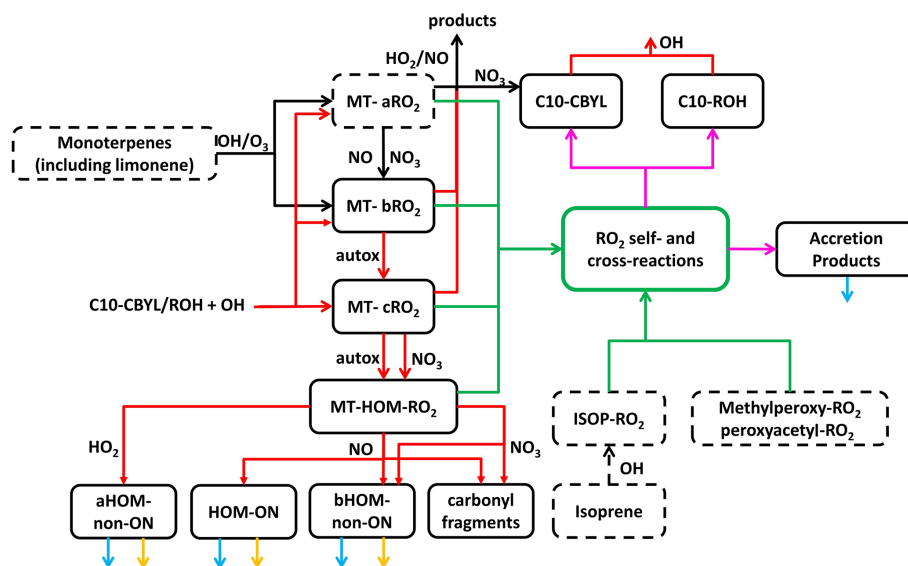 products
HO2/NO
NO3
OH
MT- aRO2
C10-CBYL
C10-ROH
Monoterpenes
(including limonene)
OH/O3
NO
NO3
MT- bRO2
RO2 self- and
cross-reactions
Accretion
Products
autox
C10-CBYL/ROH + OH
MT- cRO2
autox
NO3
MT-HOM-RO2
ISOP-RO2
Methylperoxy-RO2
peroxyacetyl-RO2
HO2
NO
NO3
OH
aHOM-
non-ON
HOM-ON
bHOM-
non-ON
carbonyl
fragments
Isoprene